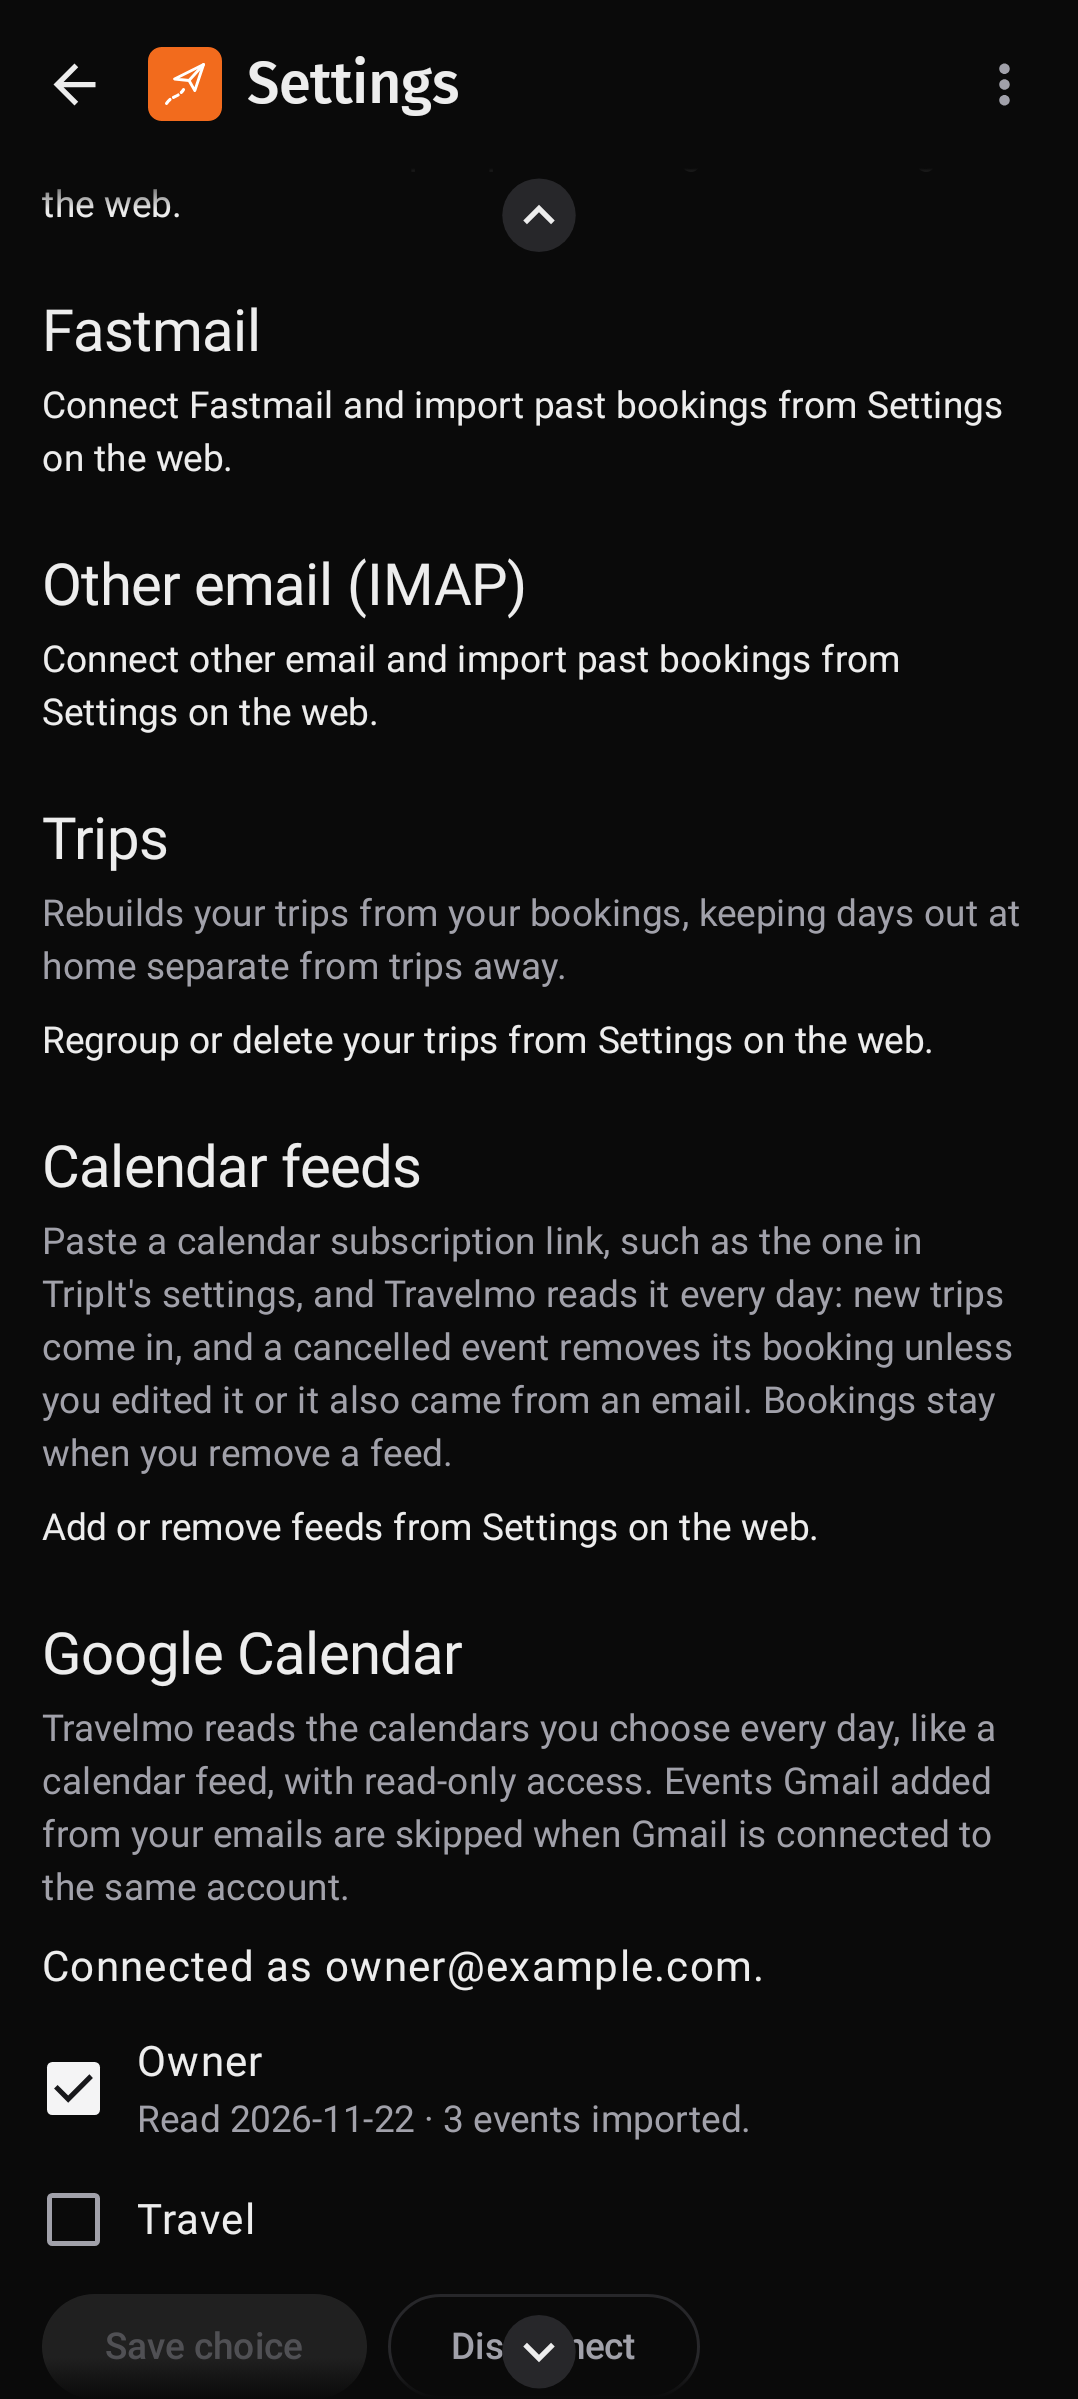 Settings
the web.
Fastmail
Connect Fastmail and import past bookings from Settings
on the web.
Other email (IMAP)
Connect other email and import past bookings from
Settings on the web.
Trips
Rebuilds your trips from your bookings, keeping days out at
home separate from trips away.
Regroup or delete your trips from Settings on the web.
Calendar feeds
Paste a calendar subscription link, such as the one in
TripIt's settings, and Travelmo reads it every day: new trips
come in, and a cancelled event removes its booking unless
you edited it or it also came from an email. Bookings stay
when you remove a feed.
Add or remove feeds from Settings on the web.
Google Calendar
Travelmo reads the calendars you choose every day, like a
calendar feed, with read-only access. Events Gmail added
from your emails are skipped when Gmail is connected to
the same account.
Connected as owner@example.com.
Owner
Read 2026-11-22 · 3 events imported.
Travel
Save choice